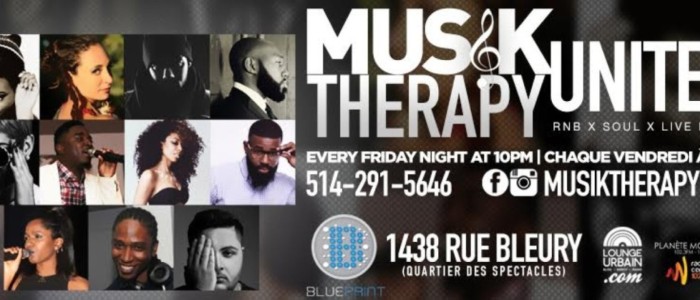 MUSIK
THERAPY
UNITE
RNB X SOUL X LIVE
EVERY FRIDAY NIGHT AT 10PM | CHAQUE VENDREDI
514-291-5646
MUSIKTHERAPY
1438 RUE BLEURY
(QUARTIER DES SPECTACLES)
BLUEPRINT
LOUNGE
URBAIN
.com
PLANÈTE